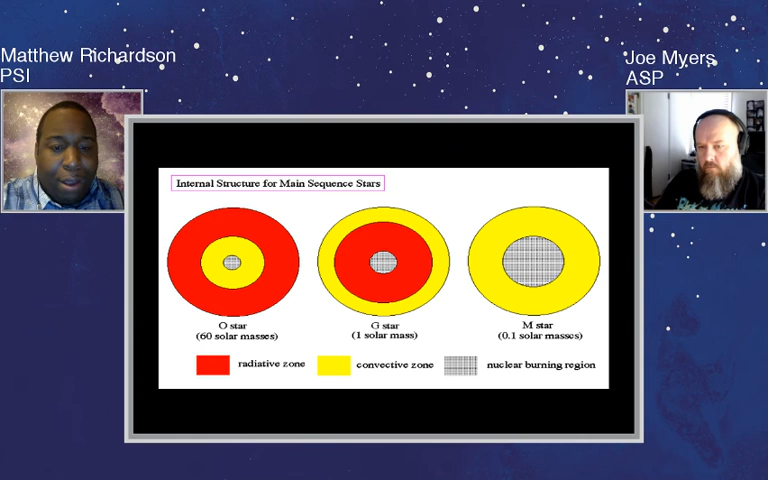 Matthew Richardson
PSI
Joe Myers
ASP
Internal Structure for Main Sequence Stars
O star
(60 solar masses)
G star
(1 solar mass)
M star
(0.1 solar masses)
radiative zone
convective zone
nuclear burning region